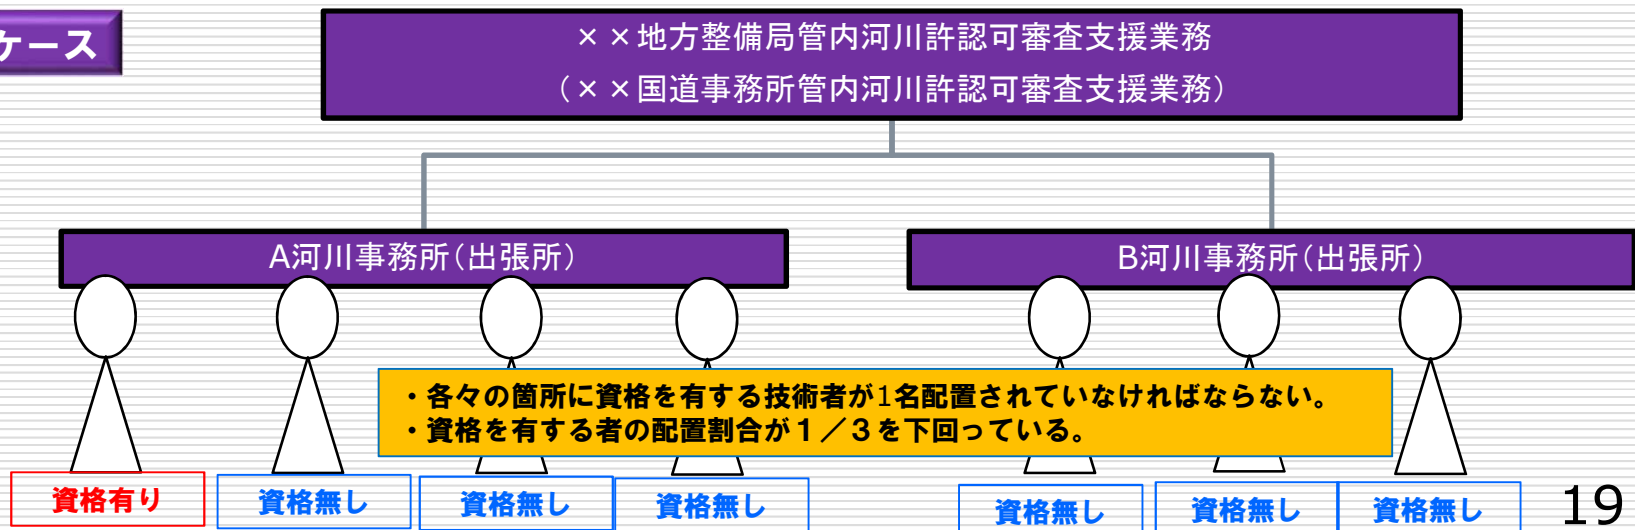 ケース
××地方整備局管内河川許認可審査支援業務
（××国道事務所管内河川許認可審査支援業務）
A河川事務所（出張所）
B河川事務所（出張所）
・各々の箇所に資格を有する技術者が1名配置されていなければならない。
・資格を有する者の配置割合が１／３を下回っている。
資格有り
資格無し
資格無し
資格無し
資格無し
資格無し
資格無し
19